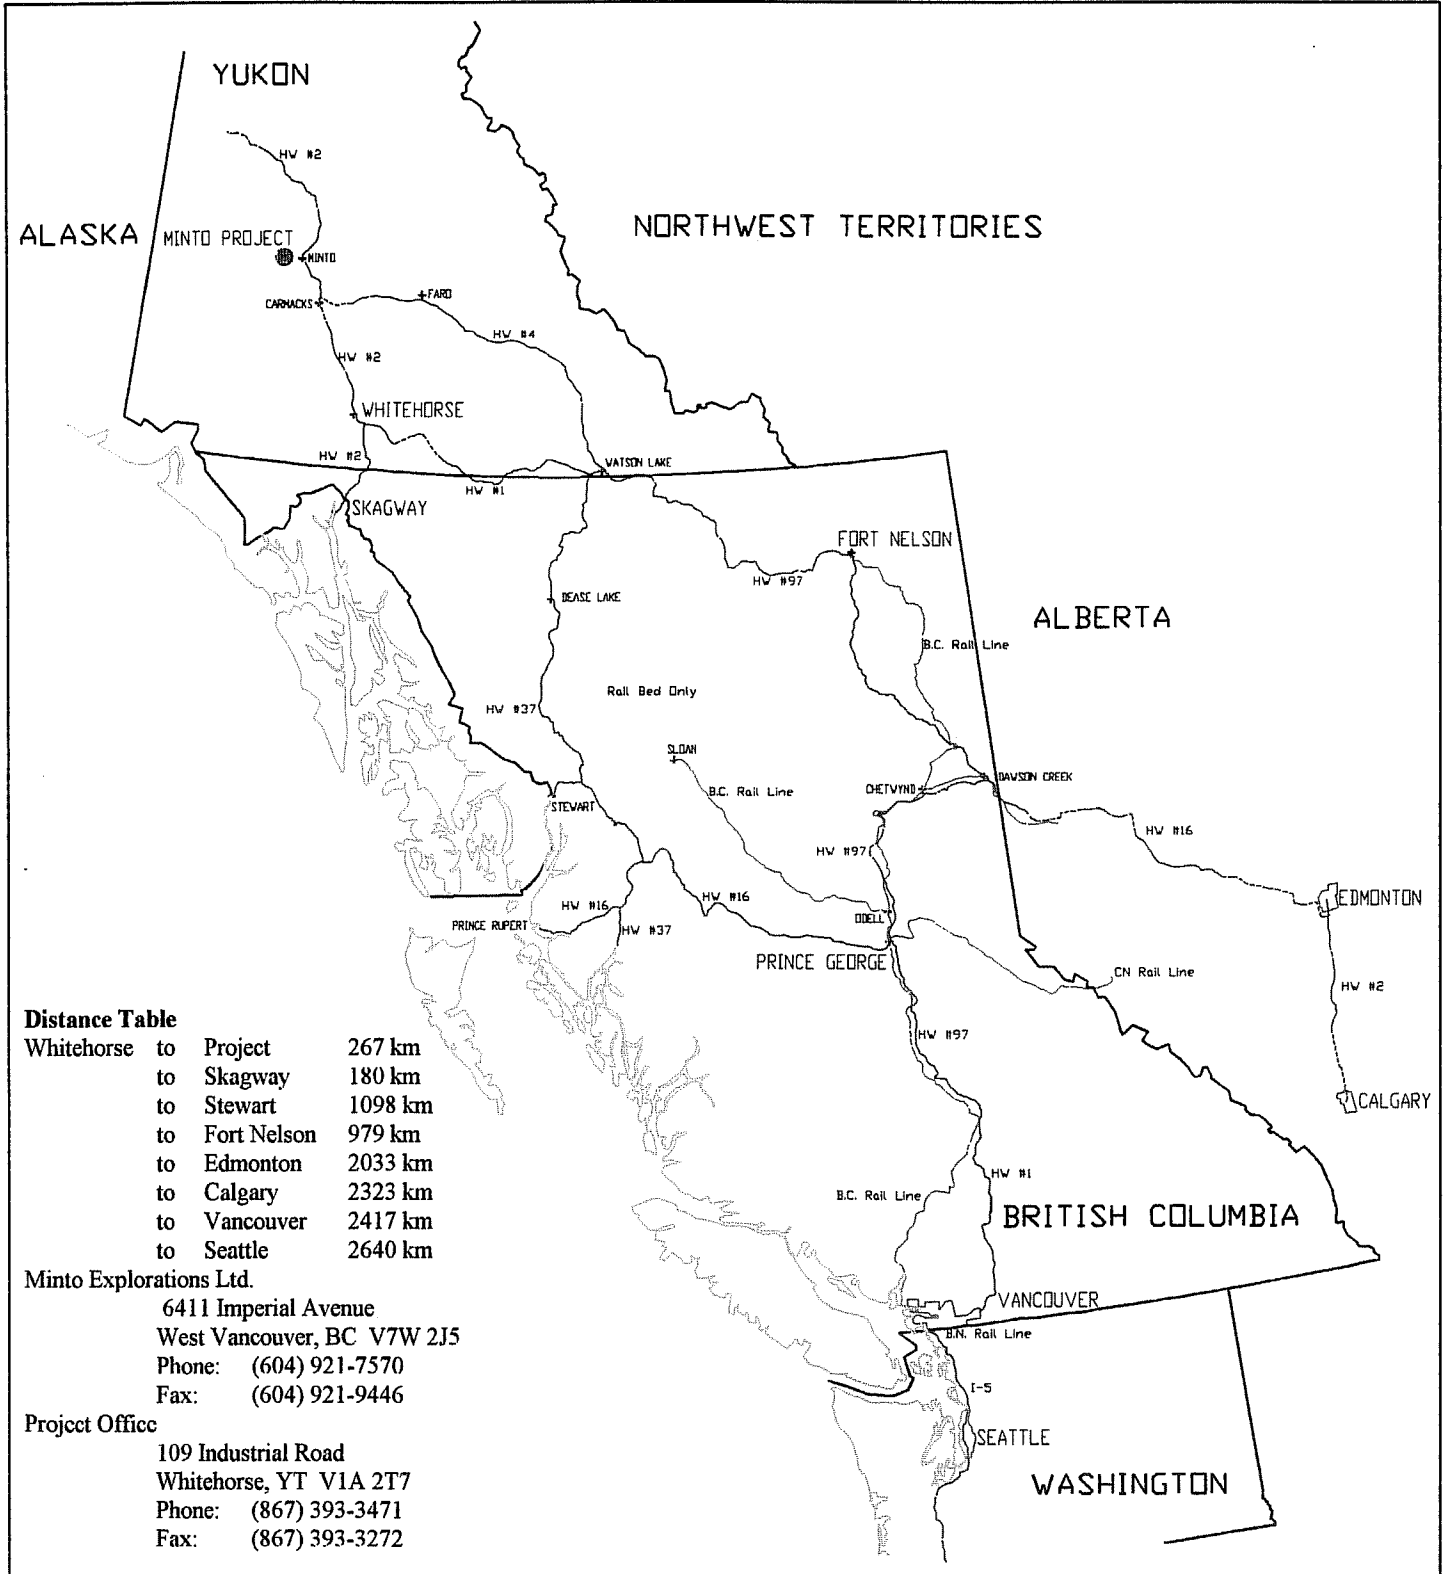 YUKON
HW #2
ALASKA
MINTO PROJECT
NORTHWEST TERRITORIES
MINTO
CARMACKS
FARO
HW #4
HW #2
WHITEHORSE
HW #2
WATSON LAKE
HW #1
SKAGWAY
FORT NELSON
HW #97
DEASE LAKE
ALBERTA
B.C. Rail Line
Rail Bed Only
HW #37
SLOAN
B.C. Rail Line
CHETWYND
DAWSON CREEK
STEWART
HW #16
HW #97
HW #16
HW #16
EDMONTON
ODELL
PRINCE RUPERT
HW #37
PRINCE GEORGE
CN Rail Line
HW #2
HW #97
CALGARY
HW #1
B.C. Rail Line
BRITISH COLUMBIA
VANCOUVER
B.N. Rail Line
I-5
SEATTLE
WASHINGTON
Distance Table
Whitehorse to Project 267 km
to Skagway 180 km
to Stewart 1098 km
to Fort Nelson 979 km
to Edmonton 2033 km
to Calgary 2323 km
to Vancouver 2417 km
to Seattle 2640 km
Minto Explorations Ltd.
6411 Imperial Avenue
West Vancouver, BC V7W 2J5
Phone: (604) 921-7570
Fax: (604) 921-9446
Project Office
109 Industrial Road
Whitehorse, YT V1A 2T7
Phone: (867) 393-3471
Fax: (867) 393-3272